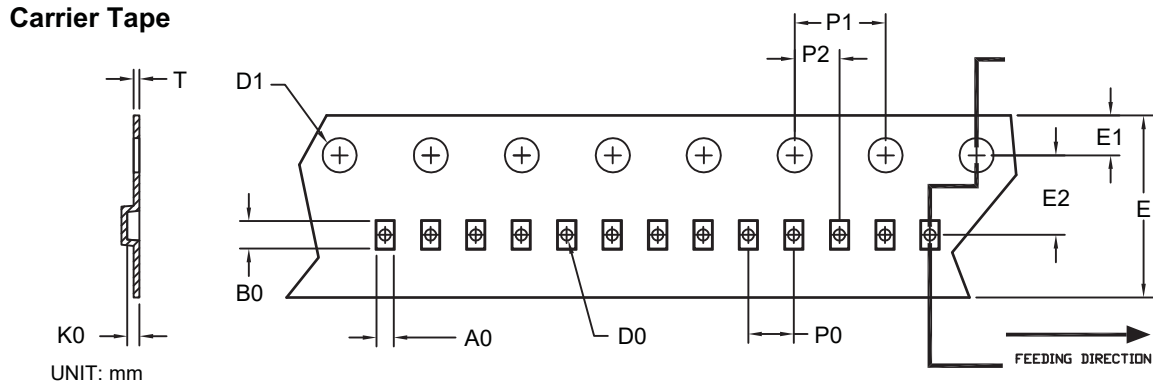 Carrier Tape
P1
P2
T
D1
E1
E2
E
B0
K0
A0
D0
P0
FEEDING DIRECTION
UNIT: mm